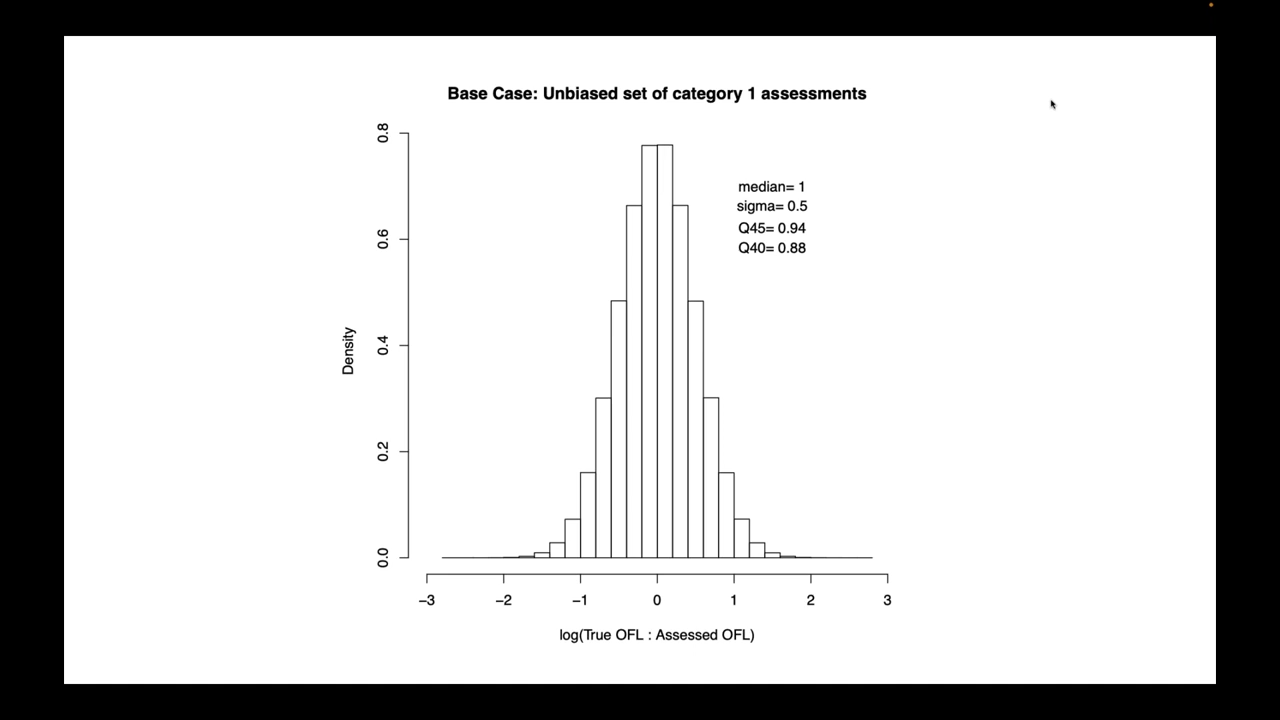 Base Case: Unbiased set of category 1 assessments
0.8
0.6
0.4
0.2
0.0
Density
median= 1
sigma= 0.5
Q45= 0.94
Q40= 0.88
−3 −2 −1 0 1 2 3
log(True OFL : Assessed OFL)